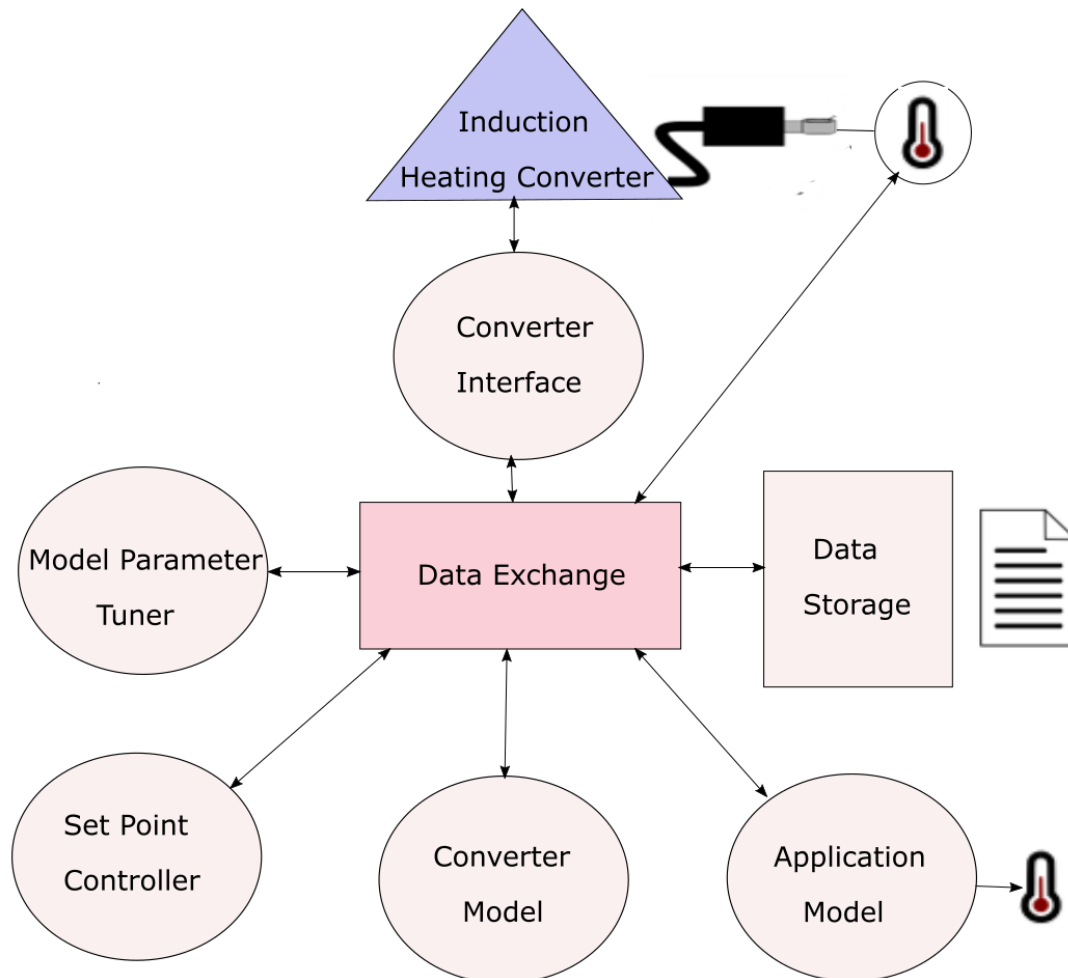 Induction
Heating Converter
Converter
Interface
Model Parameter
Tuner
Data Exchange
Data
Storage
Set Point
Controller
Converter
Model
Application
Model